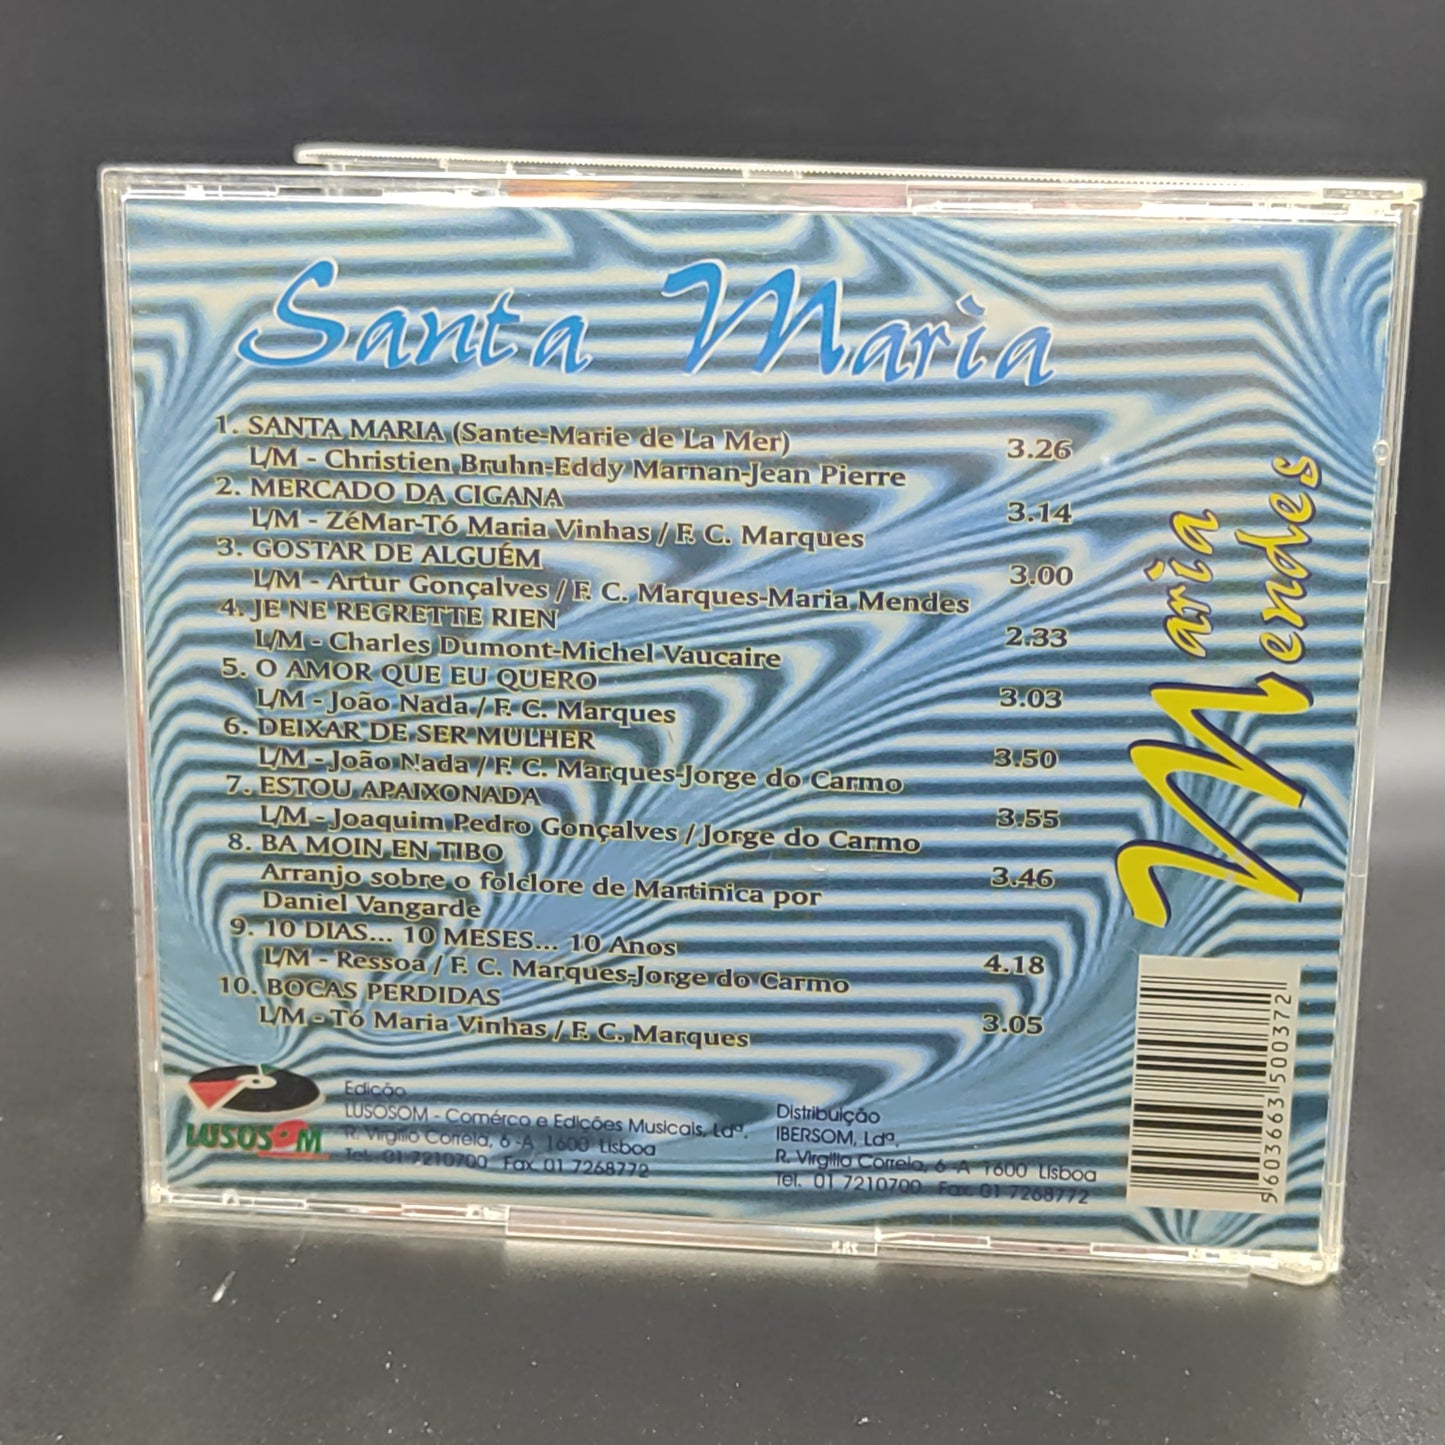 Santa Maria
1. SANTA MARIA (Sante-Marie de La Mer) 3.26
L/M - Christien Bruhn-Eddy Marnan-Jean Pierre
2. MERCADO DA CIGANA 3.14
L/M - ZéMar-Tó Maria Vinhas / F. C. Marques
3. GOSTAR DE ALGUÉM 3.00
L/M - Artur Gonçalves / F. C. Marques-Maria Mendes
4. JE NE REGRETTE RIEN 2.33
L/M - Charles Dumont-Michel Vaucaire
5. O AMOR QUE EU QUERO 3.03
L/M - João Nada / F. C. Marques
6. DEIXAR DE SER MULHER 3.50
L/M - João Nada / F. C. Marques-Jorge do Carmo
7. ESTOU APAIXONADA 3.55
L/M - Joaquim Pedro Gonçalves / Jorge do Carmo
8. BA MOIN EN TIBO 3.46
Arranjo sobre o folclore de Martinica por
Daniel Vangarde
9. 10 DIAS... 10 MESES... 10 Anos 4.18
L/M - Ressoa / F. C. Marques-Jorge do Carmo
10. BOCAS PERDIDAS 3.05
L/M - Tó Maria Vinhas / F. C. Marques
Maria
Mendes
LUSOSOM
Edição
LUSOSOM - Comérco e Edições Musicais, Ldª.
R. Virgílio Correia, 6 -A 1600 Lisboa
Tel. 01 7210700 Fax 01 7268772
Distribuição
IBERSOM, Ldª.
R. Virgílio Correia, 6 -A 1600 Lisboa
Tel. 01 7210700 Fax. 01 7268772
5603663500372